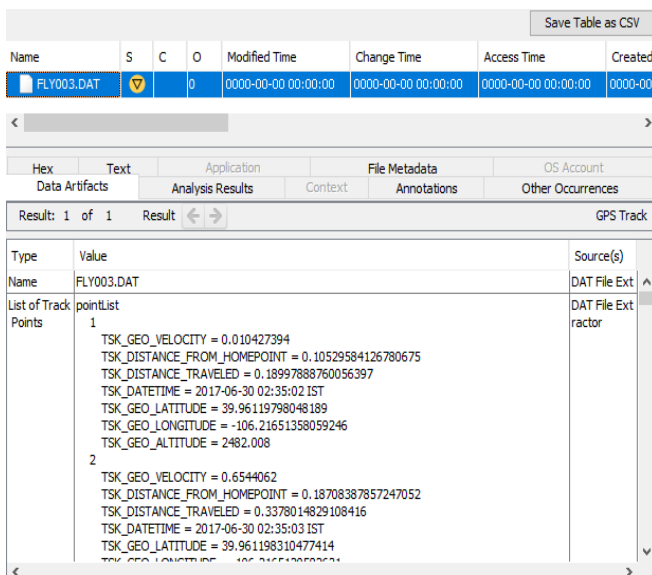 Save Table as CSV
Name S C O Modified Time Change Time Access Time Created
FLY003.DAT 0 0000-00-00 00:00:00 0000-00-00 00:00:00 0000-00-00 00:00:00 0000-00
Hex Text Application File Metadata OS Account
Data Artifacts Analysis Results Context Annotations Other Occurrences
Result: 1 of 1 Result GPS Track
Type Value Source(s)
Name FLY003.DAT DAT File Ext
List of Track pointList DAT File Ext
Points 1 ractor
TSK_GEO_VELOCITY = 0.010427394
TSK_DISTANCE_FROM_HOMEPOINT = 0.10529584126780675
TSK_DISTANCE_TRAVELED = 0.18997888760056397
TSK_DATETIME = 2017-06-30 02:35:02 IST
TSK_GEO_LATITUDE = 39.96119798048189
TSK_GEO_LONGITUDE = -106.21651358059246
TSK_GEO_ALTITUDE = 2482.008
2
TSK_GEO_VELOCITY = 0.6544062
TSK_DISTANCE_FROM_HOMEPOINT = 0.18708387857247052
TSK_DISTANCE_TRAVELED = 0.3378014829108416
TSK_DATETIME = 2017-06-30 02:35:03 IST
TSK_GEO_LATITUDE = 39.961198310477414